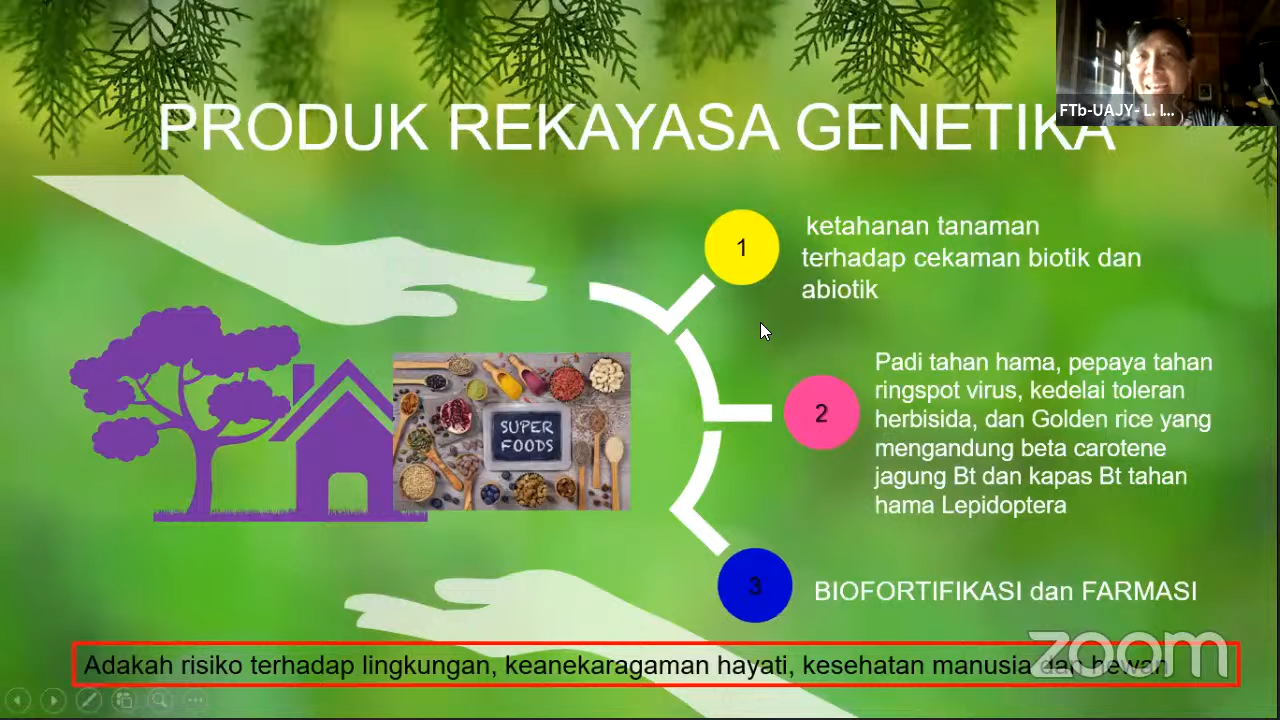 FTb-UAJY- L. I...
PRODUK REKAYASA GENETIKA
1
ketahanan tanaman
terhadap cekaman biotik dan
abiotik
SUPER
FOODS
2
Padi tahan hama, pepaya tahan
ringspot virus, kedelai toleran
herbisida, dan Golden rice yang
mengandung beta carotene
jagung Bt dan kapas Bt tahan
hama Lepidoptera
3
BIOFORTIFIKASI dan FARMASI
Adakah risiko terhadap lingkungan, keanekaragaman hayati, kesehatan manusia dan hewan
zoom